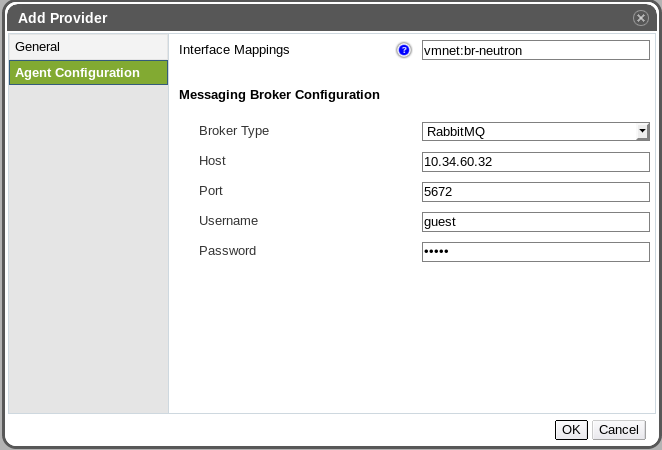 Add Provider
General
Agent Configuration
Interface Mappings ? vmnet:br-neutron
Messaging Broker Configuration
Broker Type RabbitMQ
Host 10.34.60.32
Port 5672
Username guest
Password •••••
OK Cancel